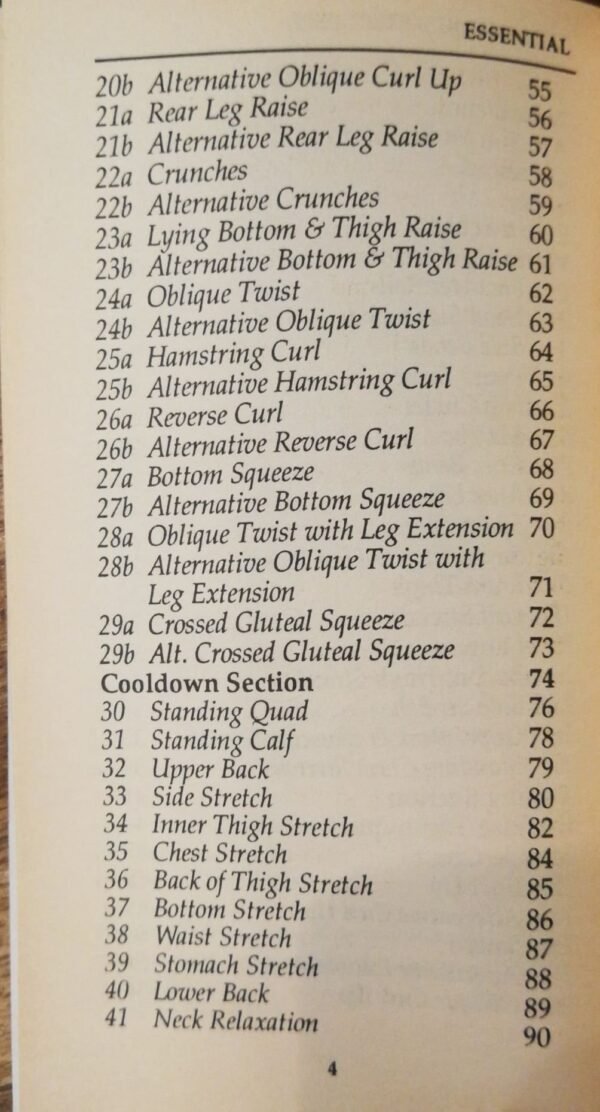 ESSENTIAL
20b Alternative Oblique Curl Up 55
21a Rear Leg Raise 56
21b Alternative Rear Leg Raise 57
22a Crunches 58
22b Alternative Crunches 59
23a Lying Bottom & Thigh Raise 60
23b Alternative Bottom & Thigh Raise 61
24a Oblique Twist 62
24b Alternative Oblique Twist 63
25a Hamstring Curl 64
25b Alternative Hamstring Curl 65
26a Reverse Curl 66
26b Alternative Reverse Curl 67
27a Bottom Squeeze 68
27b Alternative Bottom Squeeze 69
28a Oblique Twist with Leg Extension 70
28b Alternative Oblique Twist with
Leg Extension 71
29a Crossed Gluteal Squeeze 72
29b Alt. Crossed Gluteal Squeeze 73
Cooldown Section 74
30 Standing Quad 76
31 Standing Calf 78
32 Upper Back 79
33 Side Stretch 80
34 Inner Thigh Stretch 82
35 Chest Stretch 84
36 Back of Thigh Stretch 85
37 Bottom Stretch 86
38 Waist Stretch 87
39 Stomach Stretch 88
40 Lower Back 89
41 Neck Relaxation 90
4